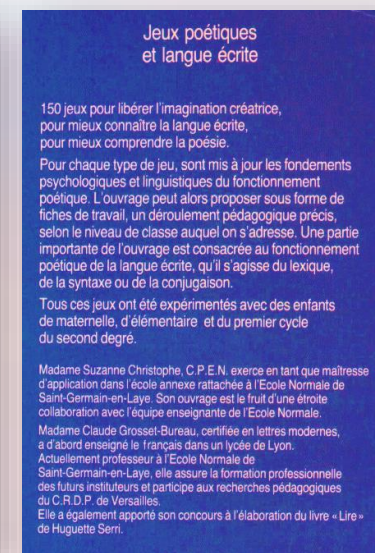 Jeux poétiques
et langue écrite
150 jeux pour libérer l'imagination créatrice,
pour mieux connaître la langue écrite,
pour mieux comprendre la poésie.
Pour chaque type de jeu, sont mis à jour les fondements
psychologiques et linguistiques du fonctionnement
poétique. L'ouvrage peut alors proposer sous forme de
fiches de travail, un déroulement pédagogique précis,
selon le niveau de classe auquel on s'adresse. Une partie
importante de l'ouvrage est consacrée au fonctionnement
poétique de la langue écrite, qu'il s'agisse du lexique,
de la syntaxe ou de la conjugaison.
Tous ces jeux ont été expérimentés avec des enfants
de maternelle, d'élémentaire et du premier cycle
du second degré.
Madame Suzanne Christophe, C.P.E.N. exerce en tant que maîtresse
d'application dans l'école annexe rattachée à l'Ecole Normale de
Saint-Germain-en-Laye. Son ouvrage est le fruit d'une étroite
collaboration avec l'équipe enseignante de l'Ecole Normale.
Madame Claude Grosset-Bureau, certifiée en lettres modernes,
a d'abord enseigné le français dans un lycée de Lyon.
Actuellement professeur à l'Ecole Normale de
Saint-Germain-en-Laye, elle assure la formation professionnelle
des futurs instituteurs et participe aux recherches pédagogiques
du C.R.D.P. de Versailles.
Elle a également apporté son concours à l'élaboration du livre « Lire »
de Huguette Serri.